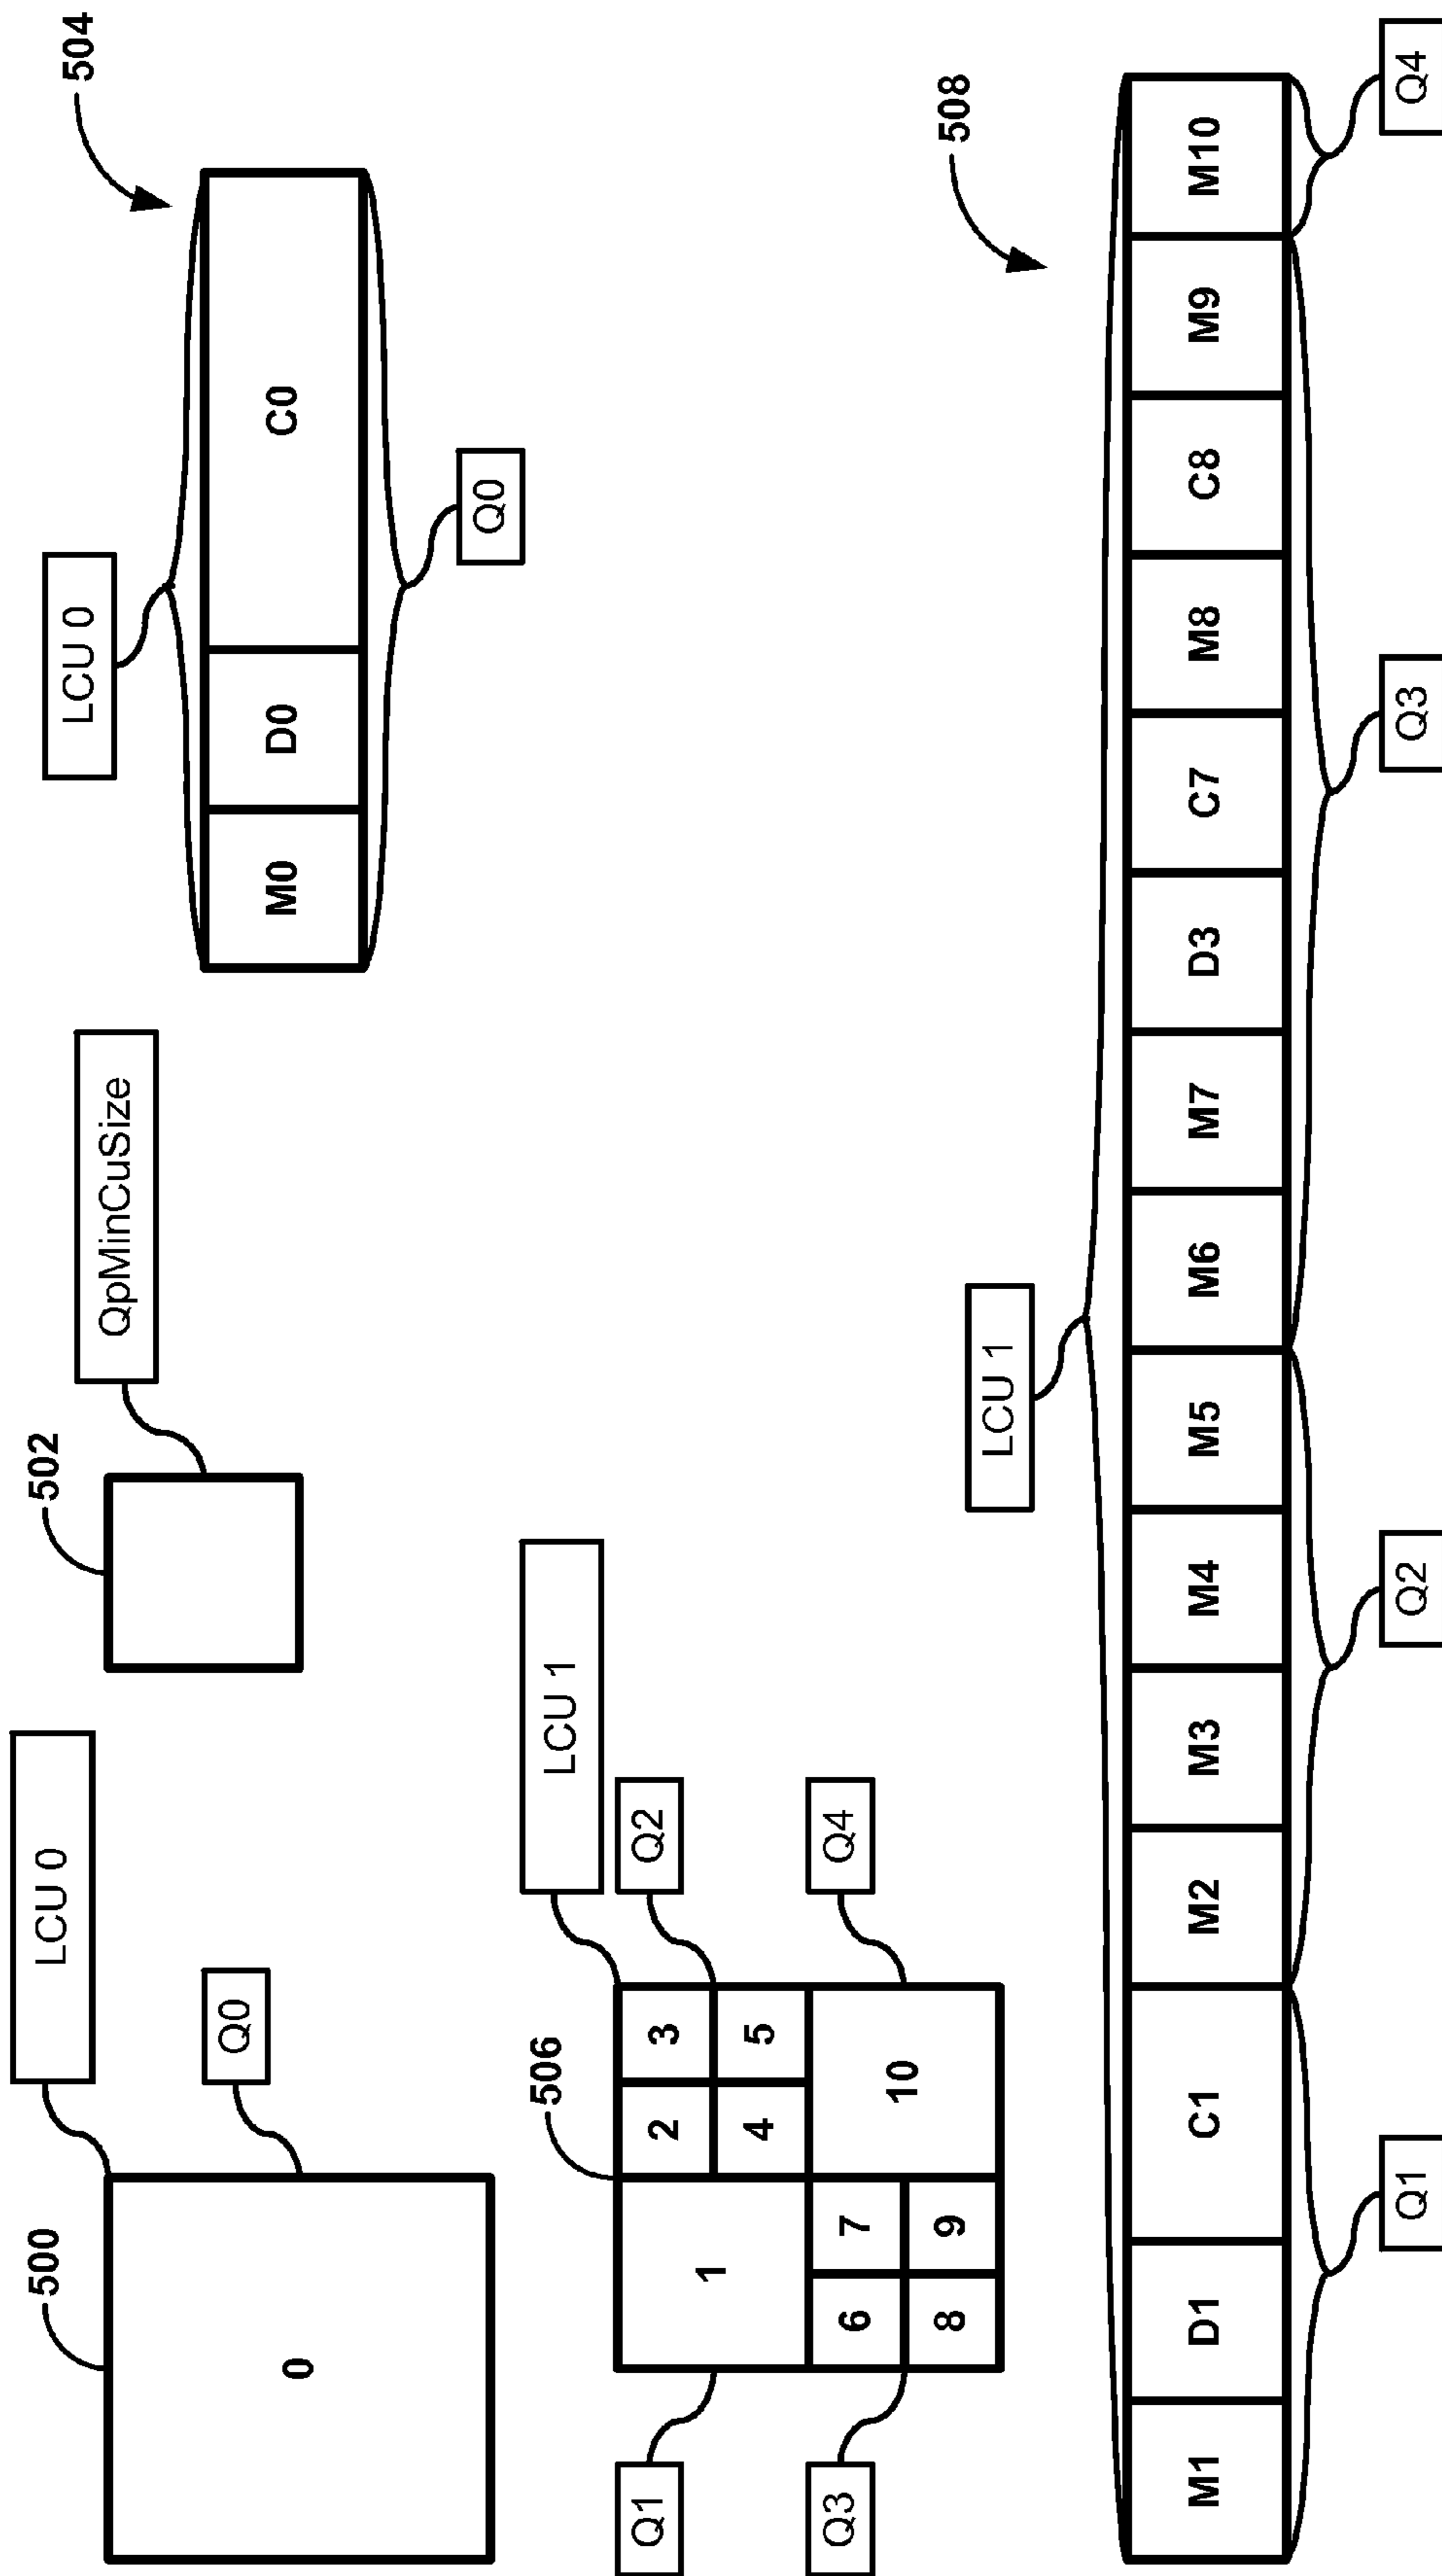 500
LCU 0
0
Q0
502
QpMinCuSize
504
LCU 0
M0 D0 C0
Q0
506
LCU 1
Q1
Q2
1 2 3
4 5
Q3
Q4
6 7 10
8 9
508
LCU 1
M1 D1 C1 M2 M3 M4 M5 M6 M7 D3 C7 M8 C8 M9 M10
Q1 Q2 Q3 Q4